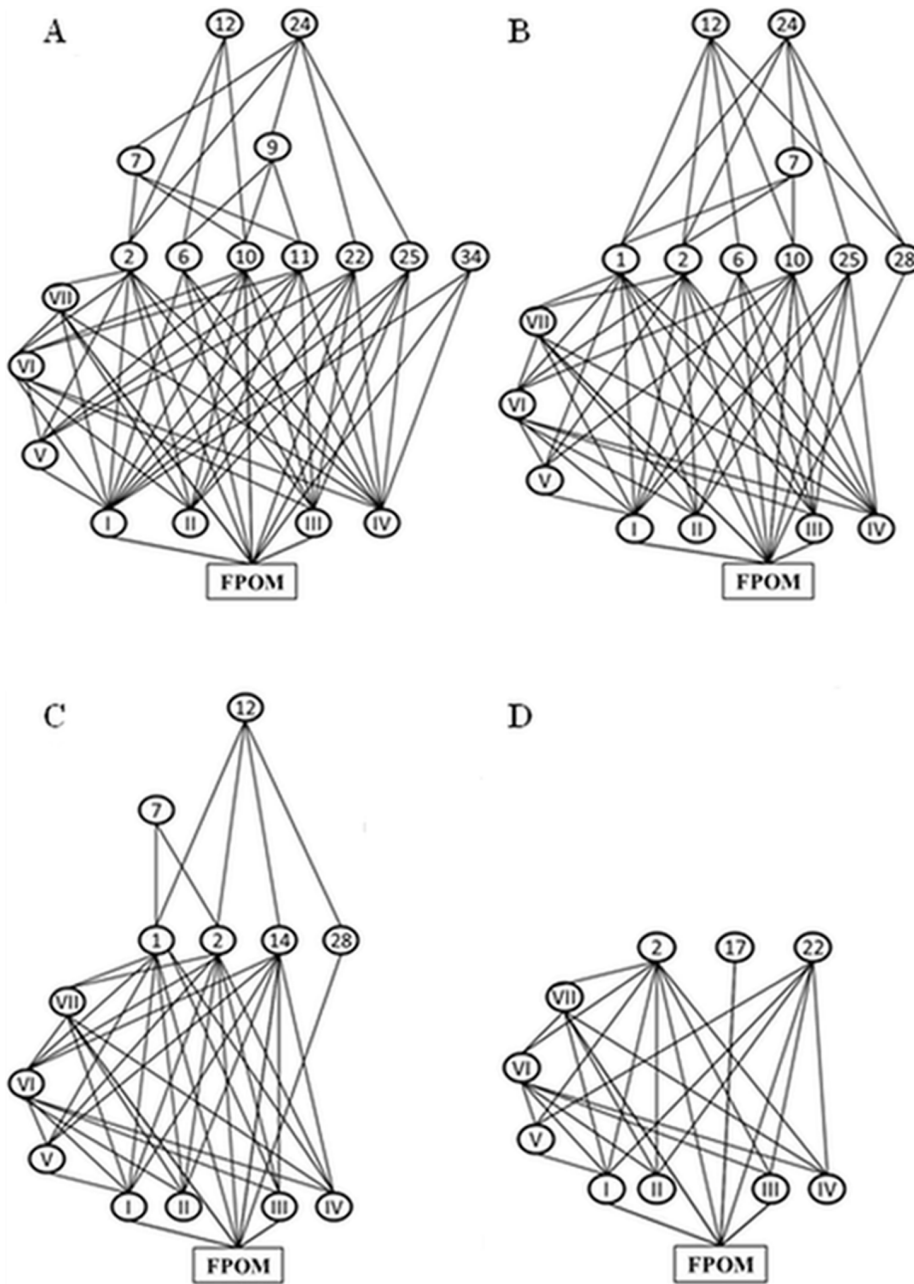 A
12 24
7 9
2 6 10 11 22 25 34
VII
VI
V
I II III IV
FPOM
B
12 24
7
1 2 6 10 25 28
VII
VI
V
I II III IV
FPOM
C
12
7
1 2 14 28
VII
VI
V
I II III IV
FPOM
D
2 17 22
VII
VI
V
I II III IV
FPOM